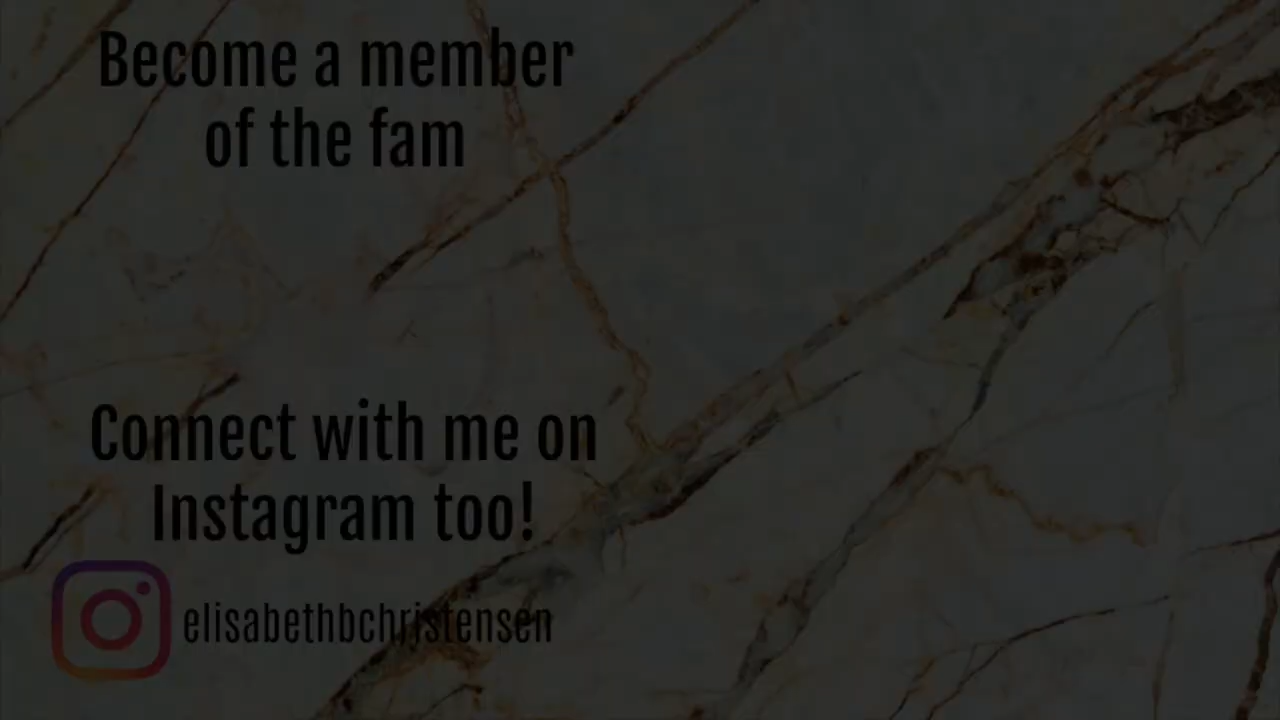 Become a member
of the fam
Connect with me on
Instagram too!
elisabethbchristensen